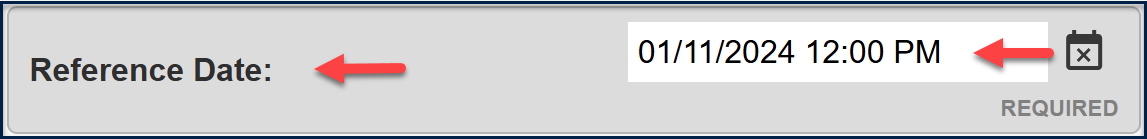 Reference Date:
01/11/2024 12:00 PM
REQUIRED